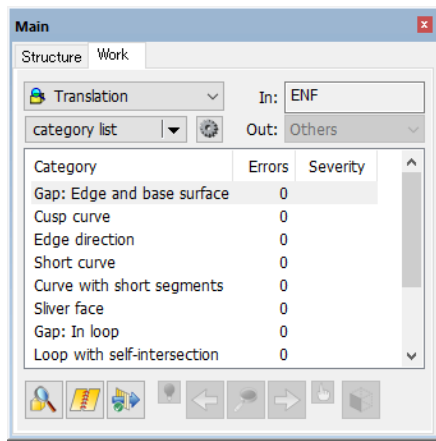 Main
Structure Work
Translation In: ENF
category list Out: Others
Category Errors Severity
Gap: Edge and base surface 0
Cusp curve 0
Edge direction 0
Short curve 0
Curve with short segments 0
Sliver face 0
Gap: In loop 0
Loop with self-intersection 0